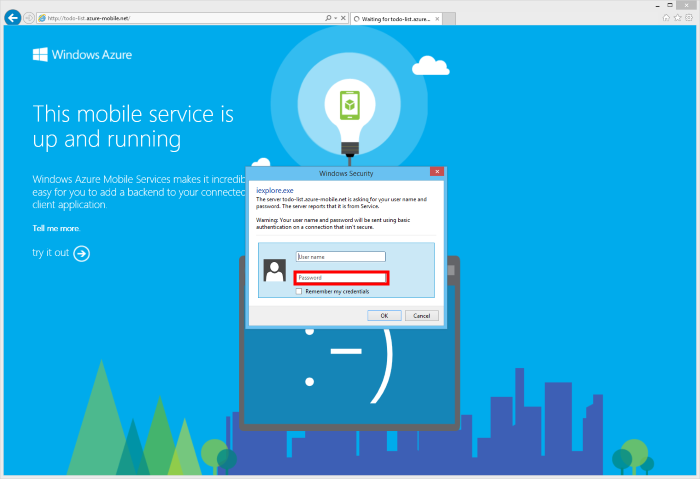 http://todo-list.azure-mobile.net/
Waiting for todo-list.azure...
Windows Azure
This mobile service is
up and running
Windows Azure Mobile Services makes it incredib
easy for you to add a backend to your connected
client application.
Tell me more.
try it out
Windows Security
iexplore.exe
The server todo-list.azure-mobile.net is asking for your user name and
password. The server reports that it is from Service.
Warning: Your user name and password will be sent using basic
authentication on a connection that isn't secure.
User name
Password
Remember my credentials
OK
Cancel
:-)